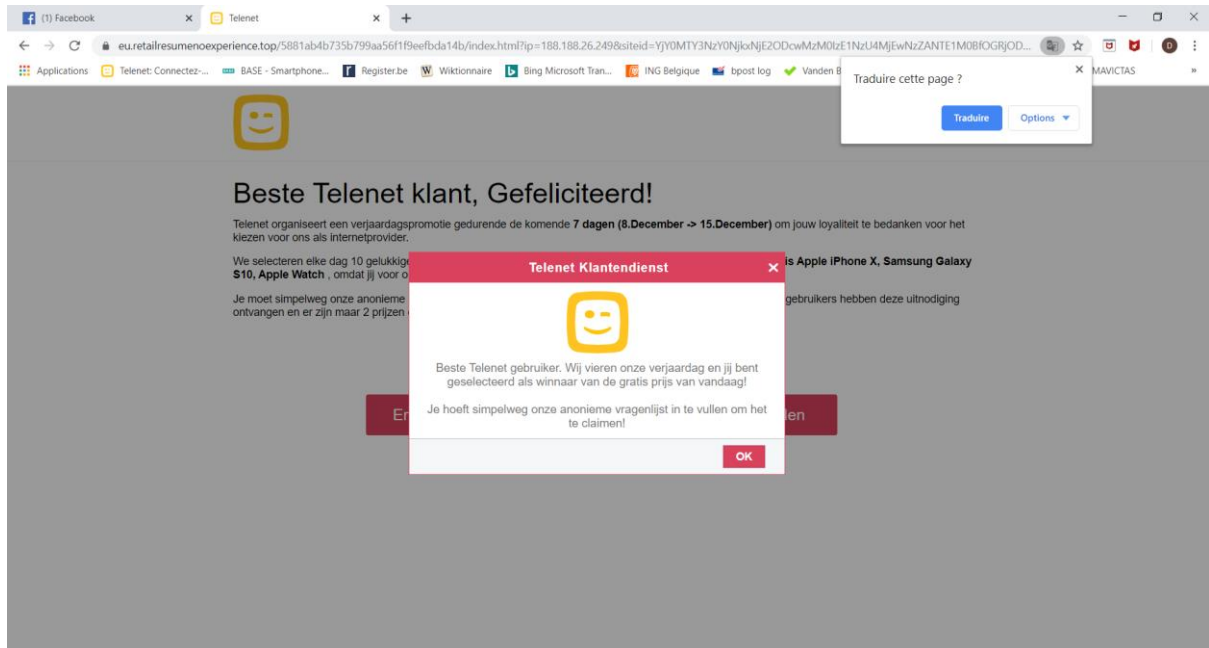 (1) Facebook
Telenet
eu.retailresumenoexperience.top/5881ab4b735b799aa56f1f9eefbda14b/index.html?ip=188.188.26.249&siteid=
Applications
Telenet: Connectez-...
BASE - Smartphone...
Register.be
Wiktionnaire
Bing Microsoft Tran...
ING Belgique
bpost log
Vanden B
MAVICTAS
»
Traduire cette page ?
Traduire
Options
Beste Telenet klant, Gefeliciteerd!
Telenet organiseert een verjaardagspromotie gedurende de komende 7 dagen (8.December -> 15.December) om jouw loyaliteit te bedanken voor het
kiezen voor ons als internetprovider.
We selecteren elke dag 10 gelukkige is Apple iPhone X, Samsung Galaxy
S10, Apple Watch , omdat jij voor o
Je moet simpelweg onze anonieme gebruikers hebben deze uitnodiging
ontvangen en er zijn maar 2 prijzen
Telenet Klantendienst
Beste Telenet gebruiker. Wij vieren onze verjaardag en jij bent
geselecteerd als winnaar van de gratis prijs van vandaag!
Je hoeft simpelweg onze anonieme vragenlijst in te vullen om het
te claimen!
Er len
OK